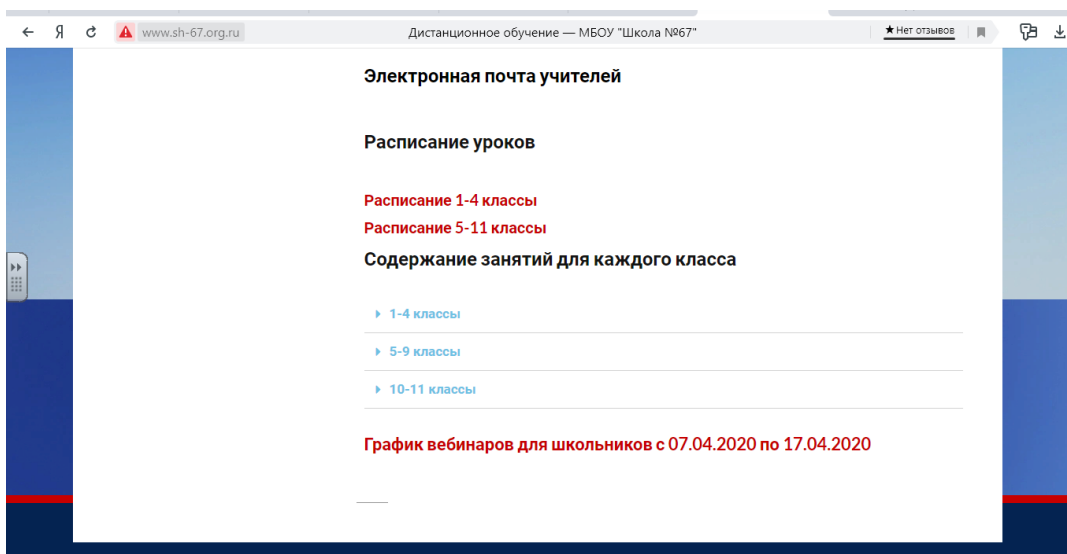 Я
www.sh-67.org.ru
Дистанционное обучение — МБОУ "Школа №67"
★ Нет отзывов
Электронная почта учителей
Расписание уроков
Расписание 1-4 классы
Расписание 5-11 классы
Содержание занятий для каждого класса
1-4 классы
5-9 классы
10-11 классы
График вебинаров для школьников с 07.04.2020 по 17.04.2020